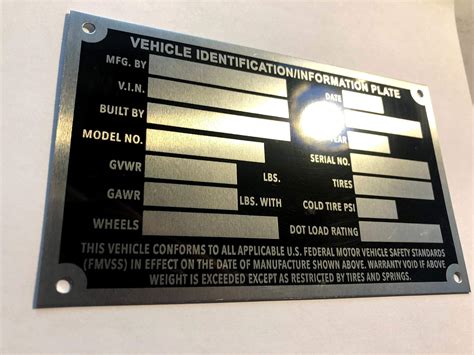 VEHICLE IDENTIFICATION/INFORMATION PLATE
MFG. BY
DATE
V.I.N.
BUILT BY
YEAR
MODEL NO.
SERIAL NO.
GVWR LBS.
TIRES
GAWR LBS. WITH
COLD TIRE PSI
WHEELS
DOT LOAD RATING
THIS VEHICLE CONFORMS TO ALL APPLICABLE U.S. FEDERAL MOTOR VEHICLE SAFETY STANDARDS
(FMVSS) IN EFFECT ON THE DATE OF MANUFACTURE SHOWN ABOVE. WARRANTY VOID IF ABOVE
WEIGHT IS EXCEEDED EXCEPT AS RESTRICTED BY TIRES AND SPRINGS.